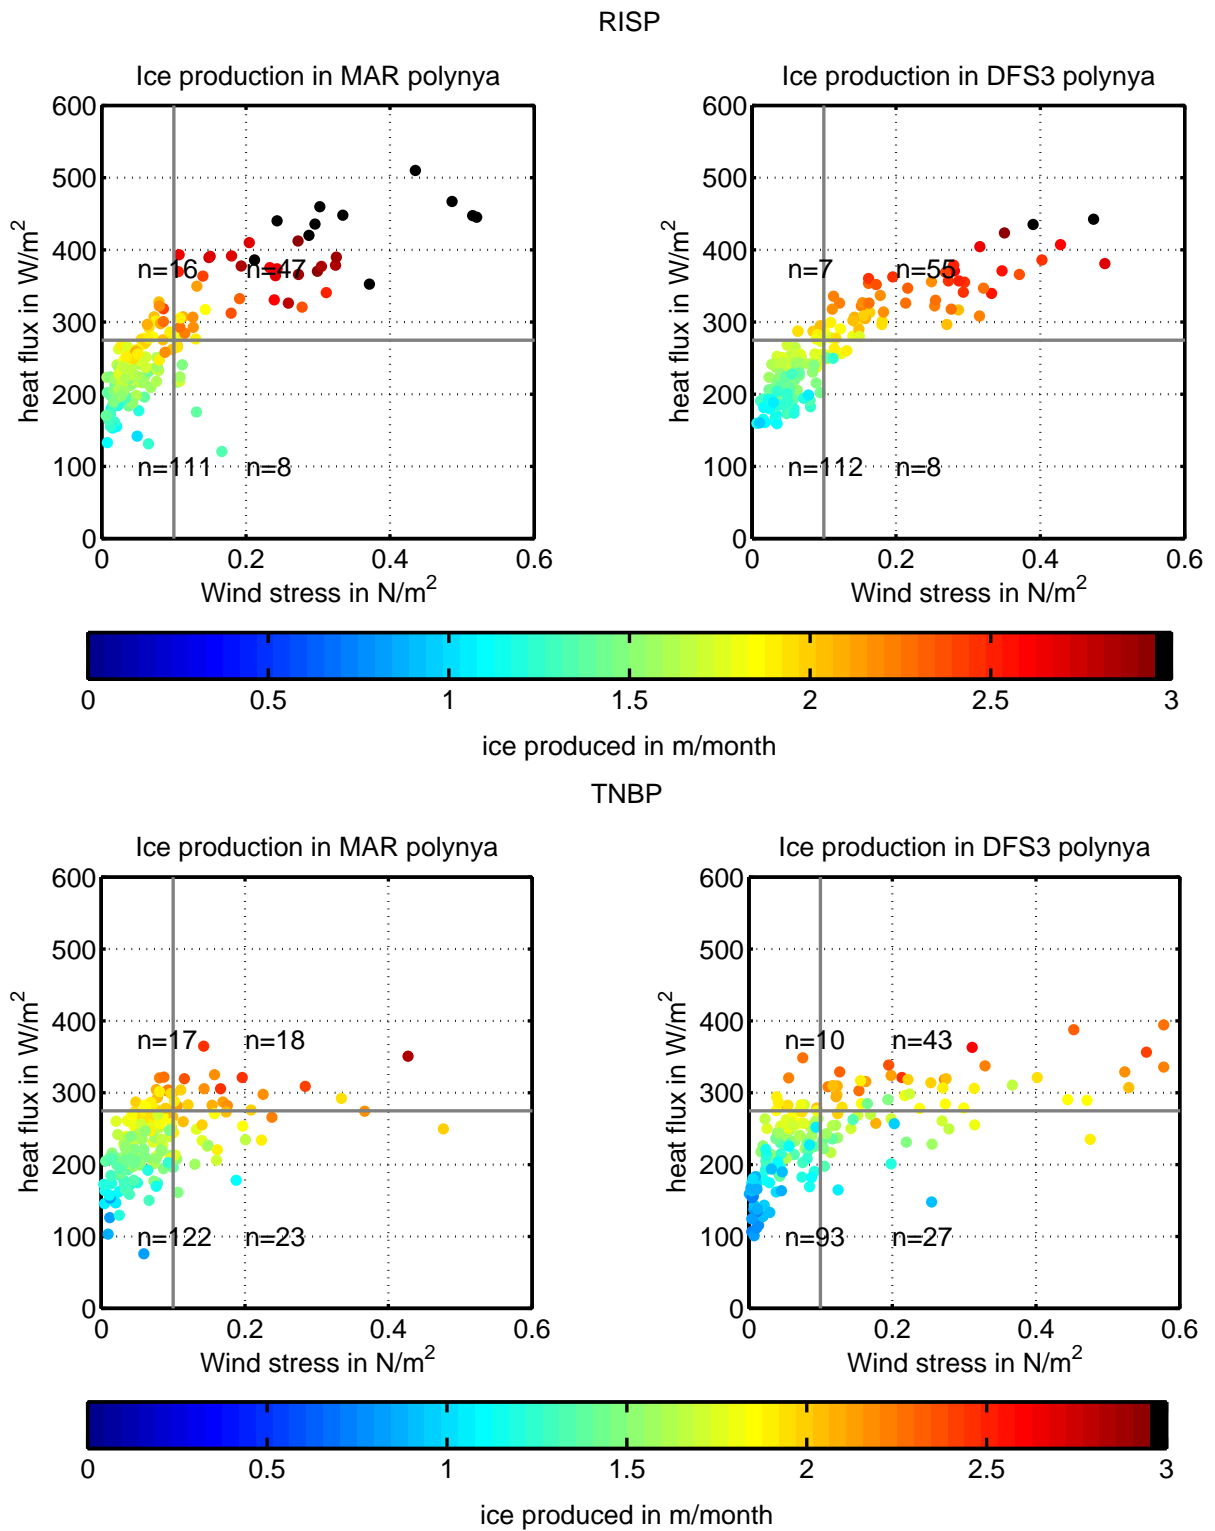 RISP
Ice production in MAR polynya
Ice production in DFS3 polynya
600
500
400
300
200
100
0
heat flux in W/m²
n=16
n=47
n=111
n=8
0 0.2 0.4 0.6
Wind stress in N/m²
600
500
400
300
200
100
0
heat flux in W/m²
n=7
n=55
n=112
n=8
0 0.2 0.4 0.6
Wind stress in N/m²
0 0.5 1 1.5 2 2.5 3
ice produced in m/month
TNBP
Ice production in MAR polynya
Ice production in DFS3 polynya
600
500
400
300
200
100
0
heat flux in W/m²
n=17
n=18
n=122
n=23
0 0.2 0.4 0.6
Wind stress in N/m²
600
500
400
300
200
100
0
heat flux in W/m²
n=10
n=43
n=93
n=27
0 0.2 0.4 0.6
Wind stress in N/m²
0 0.5 1 1.5 2 2.5 3
ice produced in m/month